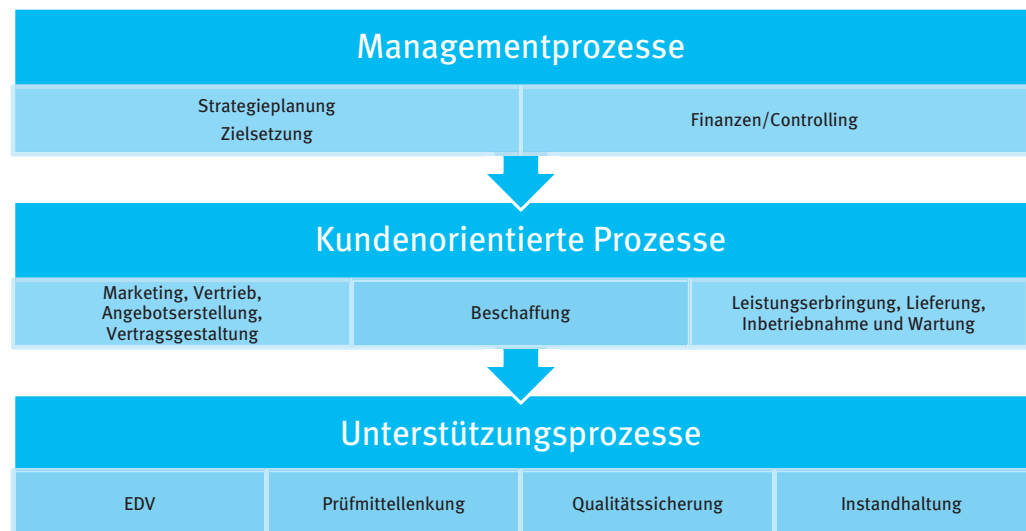 Managementprozesse
Strategieplanung
Zielsetzung
Finanzen/Controlling
Kundenorientierte Prozesse
Marketing, Vertrieb,
Angebotserstellung,
Vertragsgestaltung
Beschaffung
Leistungserbringung, Lieferung,
Inbetriebnahme und Wartung
Unterstützungsprozesse
EDV
Prüfmittellenkung
Qualitätssicherung
Instandhaltung